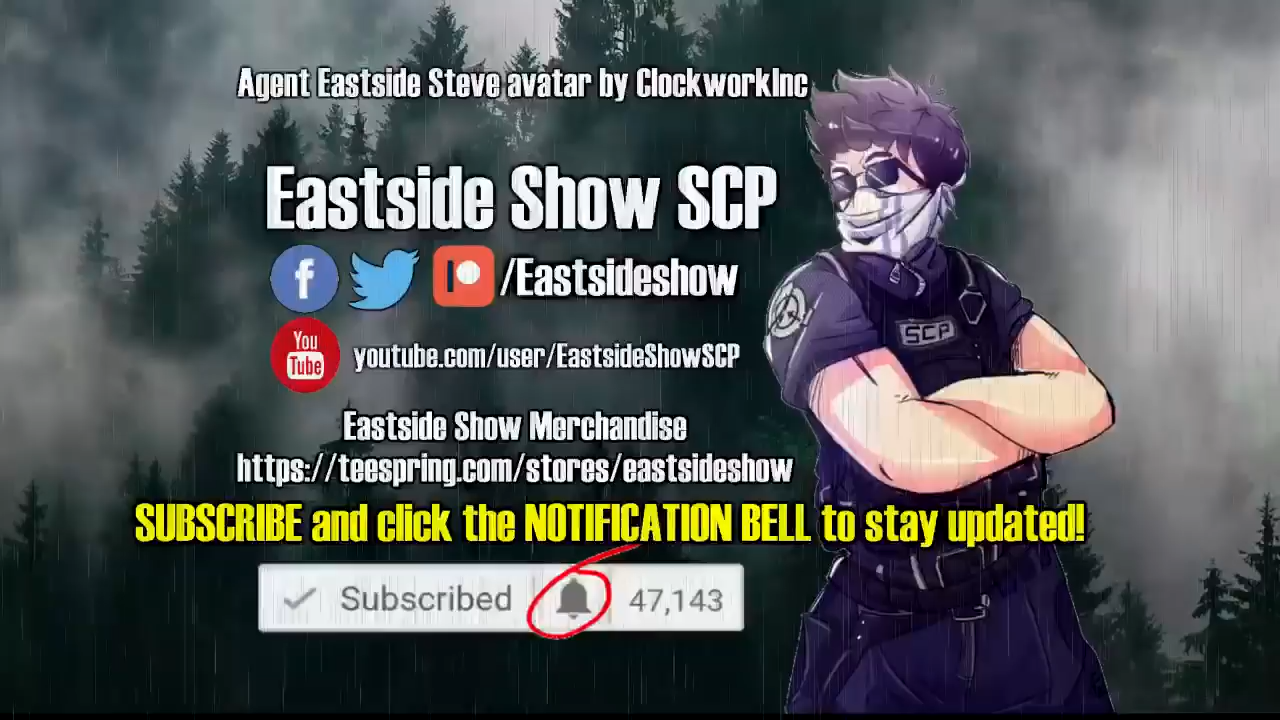 Agent Eastside Steve avatar by ClockworkInc
Eastside Show SCP
f /Eastsideshow
You Tube youtube.com/user/EastsideShowSCP
SCP
Eastside Show Merchandise
https://teespring.com/stores/eastsideshow
SUBSCRIBE and click the NOTIFICATION BELL to stay updated!
Subscribed 47,143